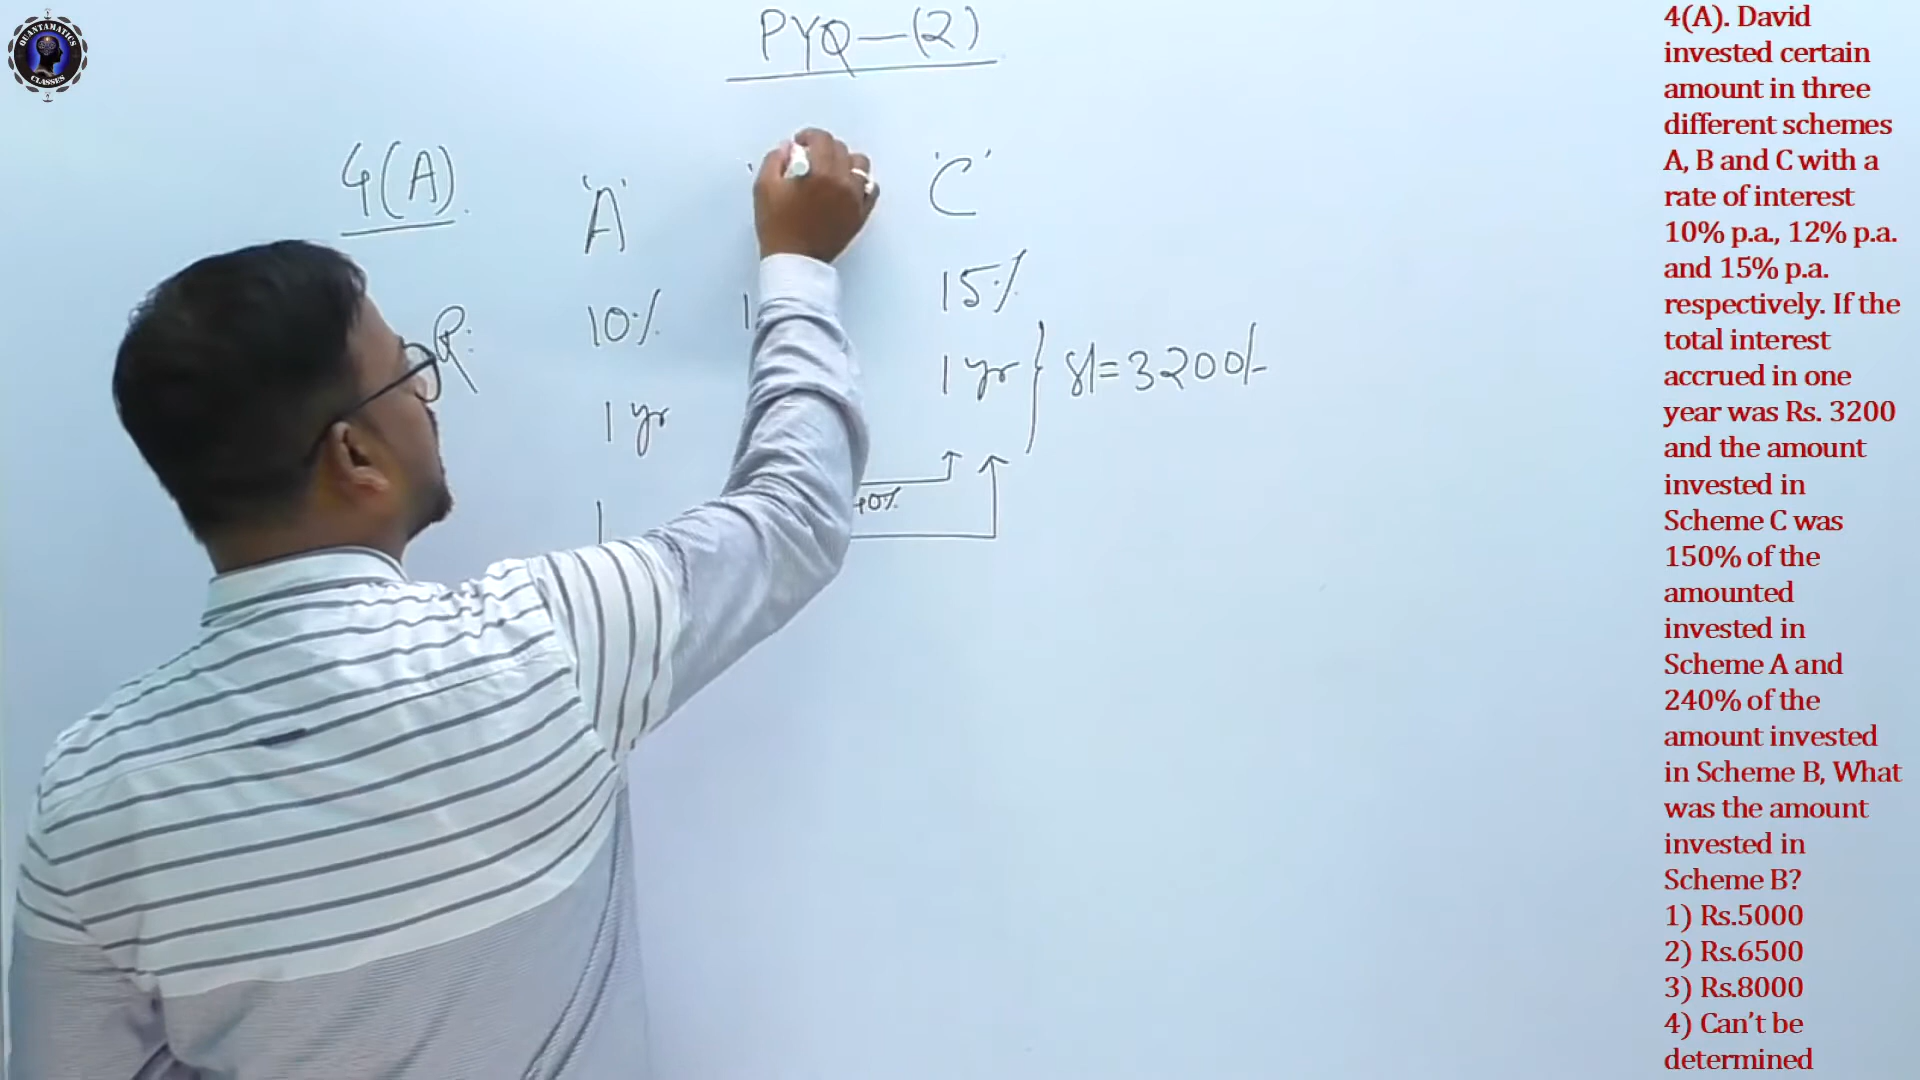 QUANTAMATICS
CLASSES
PYQ-(2)
4(A).
'A'
'C'
R:
10%
15%
1 yr
1 yr
SI = 3200/-
4(A). David
invested certain
amount in three
different schemes
A, B and C with a
rate of interest
10% p.a., 12% p.a.
and 15% p.a.
respectively. If the
total interest
accrued in one
year was Rs. 3200
and the amount
invested in
Scheme C was
150% of the
amounted
invested in
Scheme A and
240% of the
amount invested
in Scheme B, What
was the amount
invested in
Scheme B?
1) Rs.5000
2) Rs.6500
3) Rs.8000
4) Can't be
determined